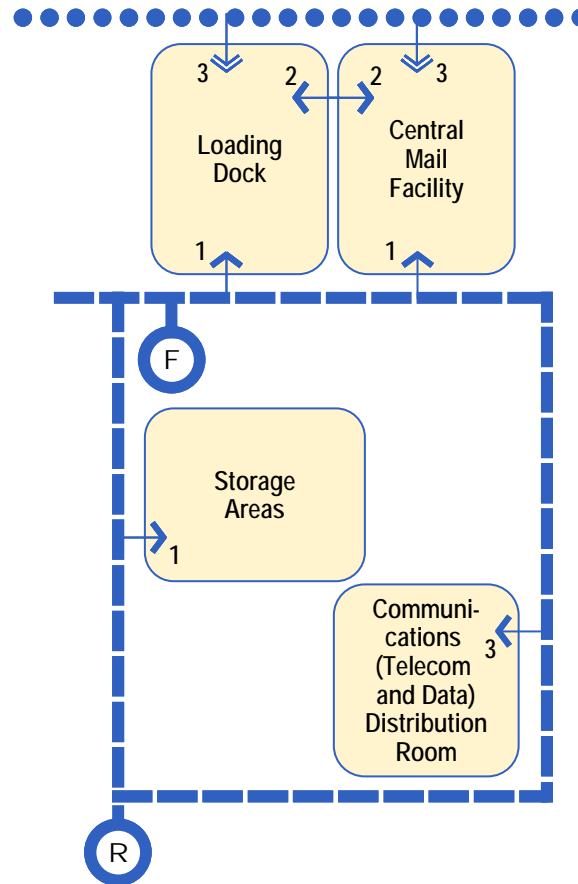 3
2
2
3
Loading
Dock
Central
Mail
Facility
1
1
F
Storage
Areas
1
Communi-
cations
(Telecom
and Data)
Distribution
Room
3
R